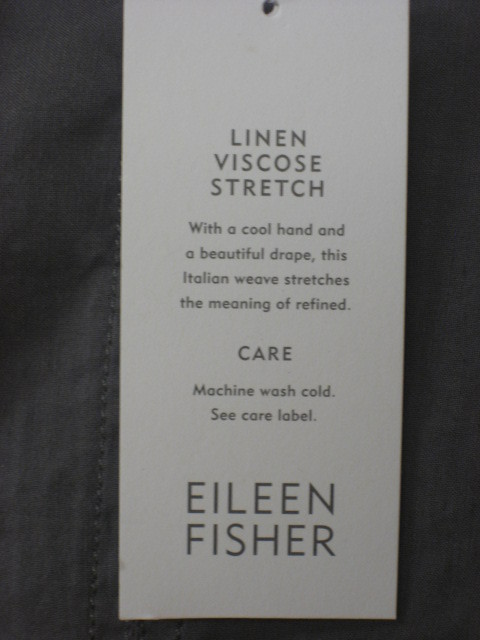 LINEN
VISCOSE
STRETCH
With a cool hand and
a beautiful drape, this
Italian weave stretches
the meaning of refined.
CARE
Machine wash cold.
See care label.
EILEEN
FISHER